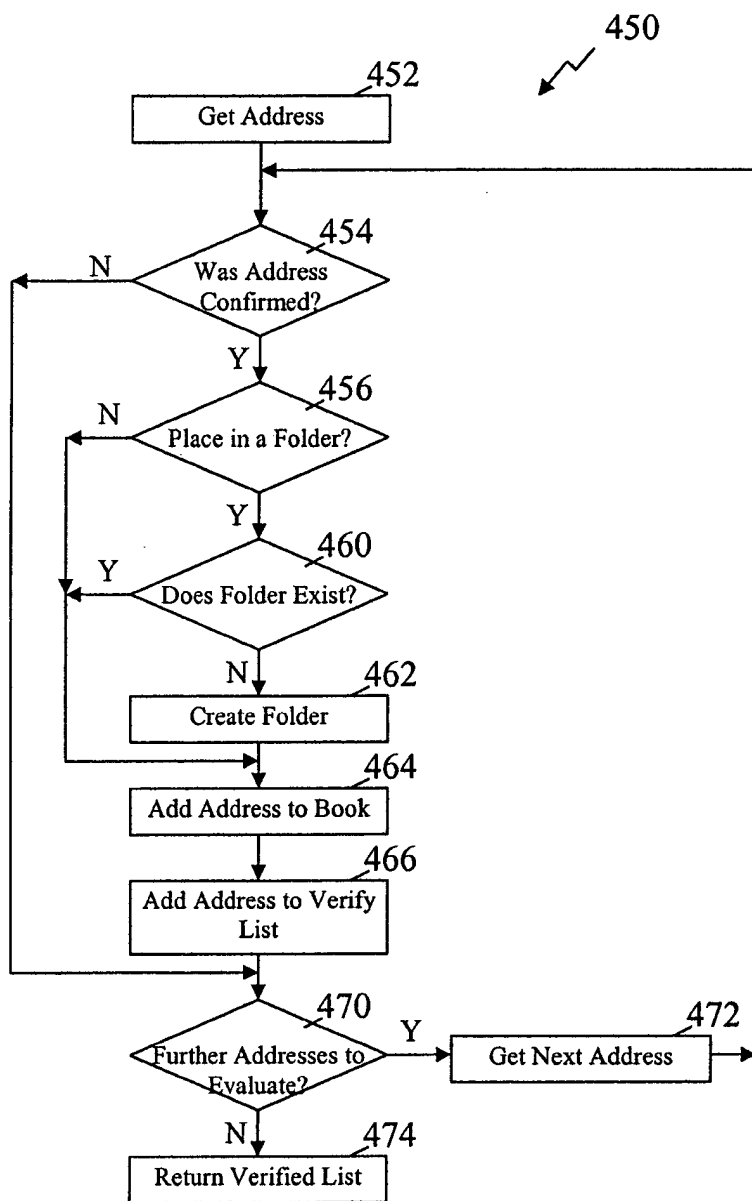 450
452
Get Address
454
N
Was Address
Confirmed?
Y
456
N
Place in a Folder?
Y
460
Y
Does Folder Exist?
N
462
Create Folder
464
Add Address to Book
466
Add Address to Verify
List
470
Y
472
Further Addresses to
Evaluate?
Get Next Address
N
474
Return Verified List